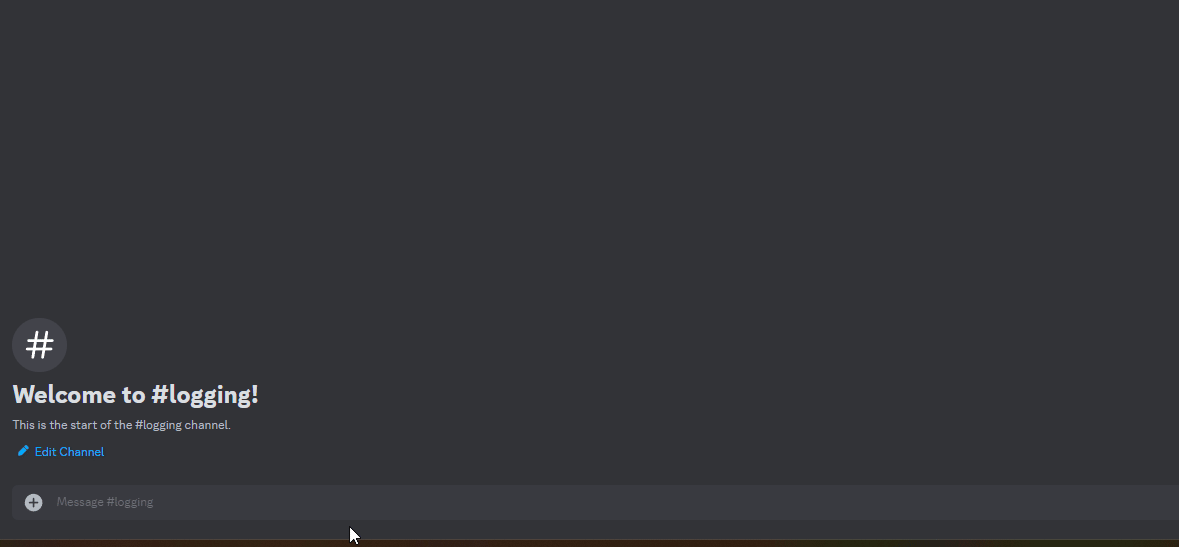 #
Welcome to #logging!
This is the start of the #logging channel.
Edit Channel
Message #logging